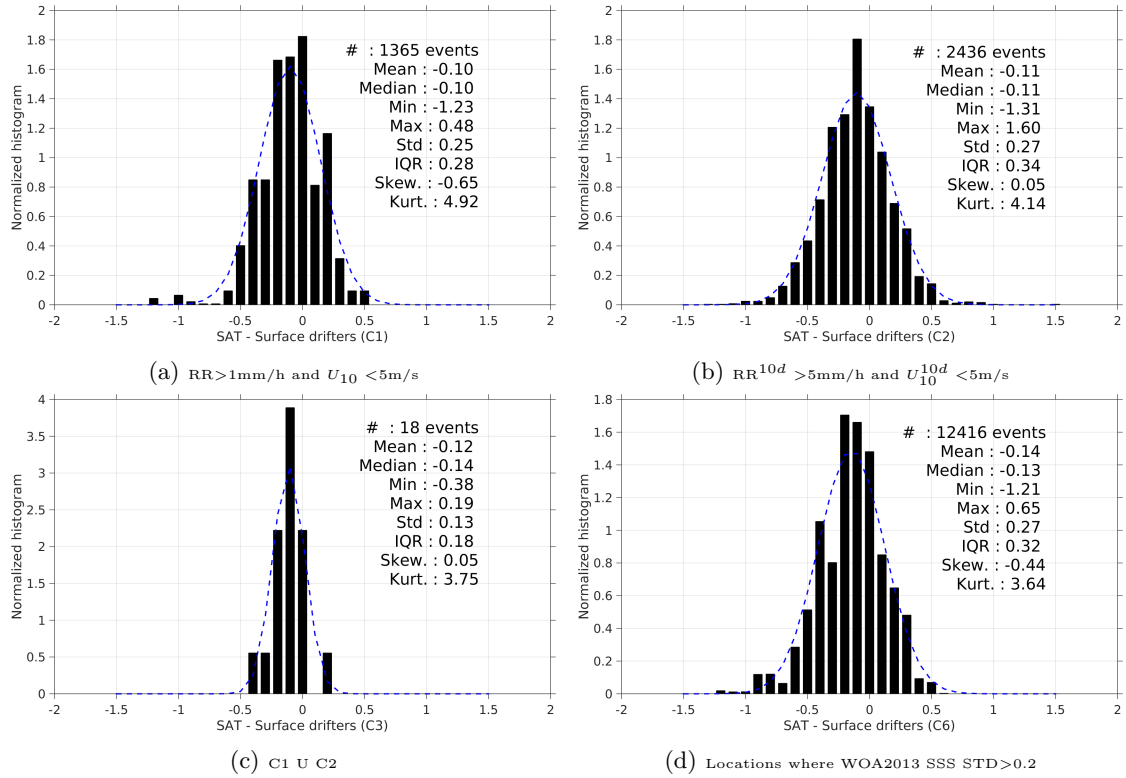 2
1.8
1.6
1.4
1.2
1
0.8
0.6
0.4
0.2
0
Normalized histogram
# : 1365 events
Mean : -0.10
Median : -0.10
Min : -1.23
Max : 0.48
Std : 0.25
IQR : 0.28
Skew. : -0.65
Kurt. : 4.92
-2 -1.5 -1 -0.5 0 0.5 1 1.5 2
SAT - Surface drifters (C1)
(a) RR>1mm/h and U10 <5m/s
2
1.8
1.6
1.4
1.2
1
0.8
0.6
0.4
0.2
0
Normalized histogram
# : 2436 events
Mean : -0.11
Median : -0.11
Min : -1.31
Max : 1.60
Std : 0.27
IQR : 0.34
Skew. : 0.05
Kurt. : 4.14
-2 -1.5 -1 -0.5 0 0.5 1 1.5 2
SAT - Surface drifters (C2)
(b) RR^10d >5mm/h and U10^10d <5m/s
4
3.5
3
2.5
2
1.5
1
0.5
0
Normalized histogram
# : 18 events
Mean : -0.12
Median : -0.14
Min : -0.38
Max : 0.19
Std : 0.13
IQR : 0.18
Skew. : 0.05
Kurt. : 3.75
-2 -1.5 -1 -0.5 0 0.5 1 1.5 2
SAT - Surface drifters (C3)
(c) C1 U C2
1.8
1.6
1.4
1.2
1
0.8
0.6
0.4
0.2
0
Normalized histogram
# : 12416 events
Mean : -0.14
Median : -0.13
Min : -1.21
Max : 0.65
Std : 0.27
IQR : 0.32
Skew. : -0.44
Kurt. : 3.64
-2 -1.5 -1 -0.5 0 0.5 1 1.5 2
SAT - Surface drifters (C6)
(d) Locations where WOA2013 SSS STD>0.2